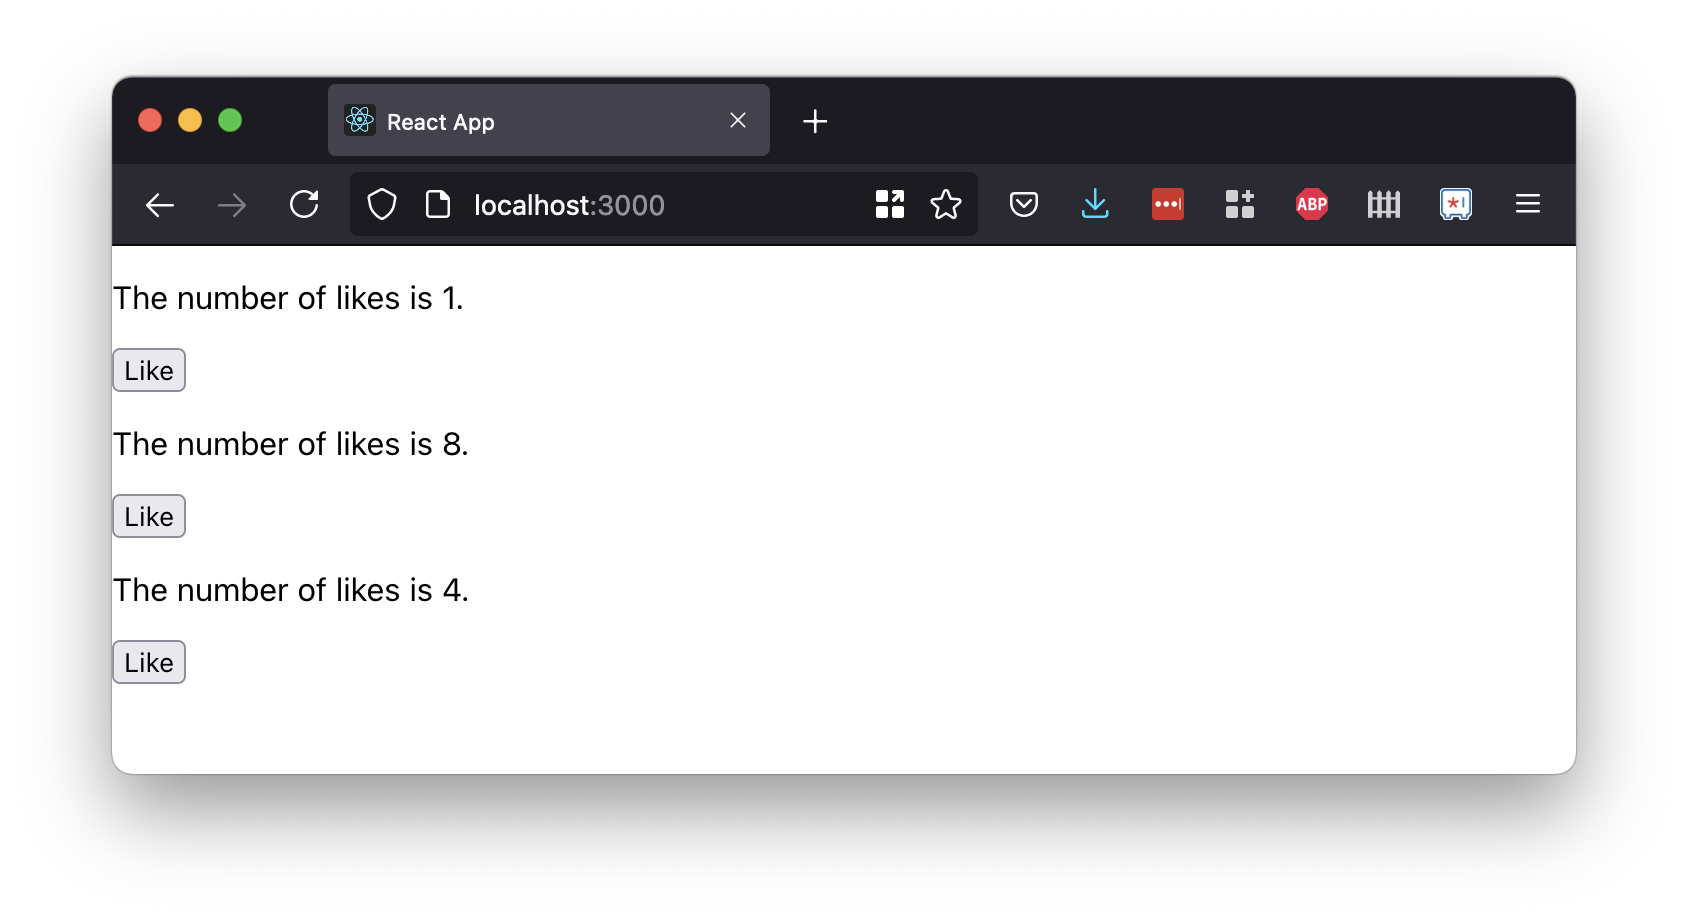 React App
localhost:3000
ABP
The number of likes is 1.
Like
The number of likes is 8.
Like
The number of likes is 4.
Like